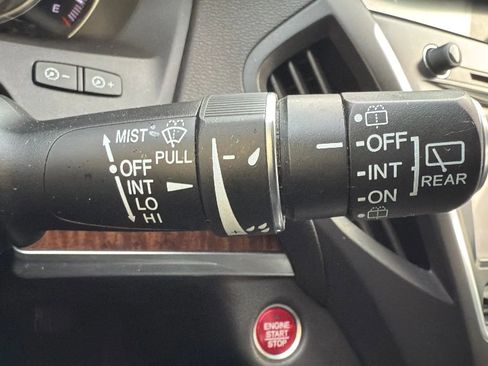 E
- +
MIST
PULL
OFF
INT
LO
HI
OFF
INT
ON
REAR
ENGINE
START
STOP